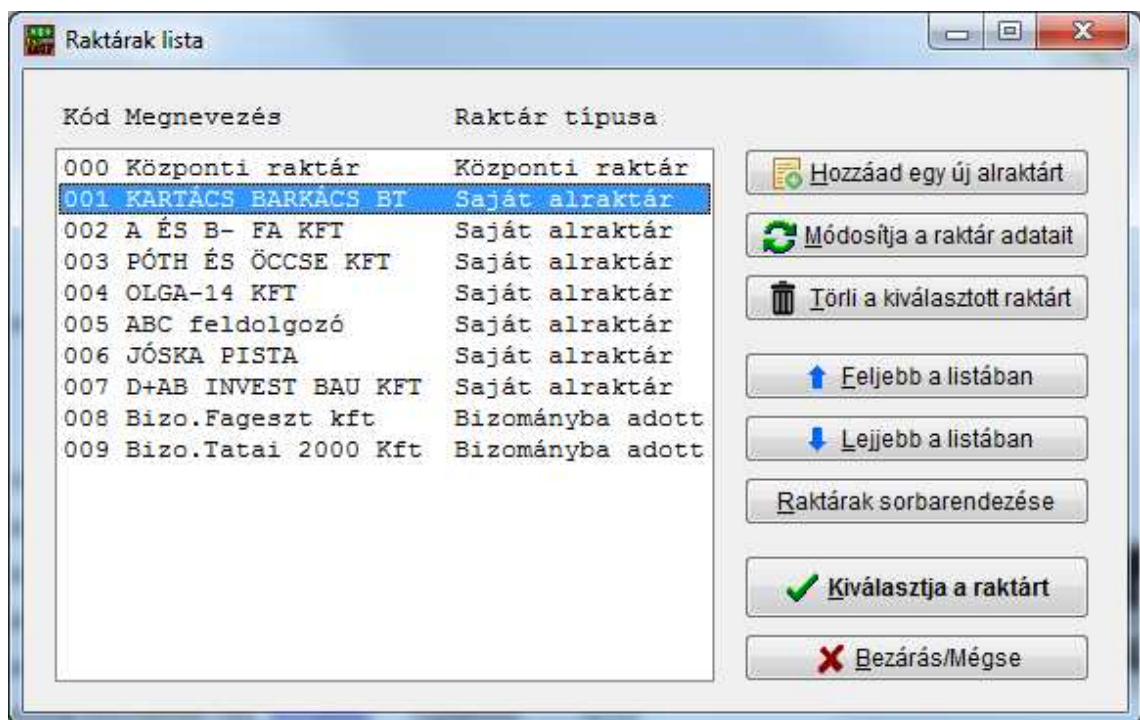 Raktárak lista
Kód Megnevezés Raktár típusa
000 Központi raktár Központi raktár
001 KARTÁCS BARKÁCS BT Saját alraktár
002 A ÉS B- FA KFT Saját alraktár
003 PÓTH ÉS ÖCCSE KFT Saját alraktár
004 OLGA-14 KFT Saját alraktár
005 ABC feldolgozó Saját alraktár
006 JÓSKA PISTA Saját alraktár
007 D+AB INVEST BAU KFT Saját alraktár
008 Bizo.Fageszt kft Bizományba adott
009 Bizo.Tatai 2000 Kft Bizományba adott
Hozzáad egy új alraktárt
Módosítja a raktár adatait
Törli a kiválasztott raktárt
Feljebb a listában
Lejjebb a listában
Raktárak sorbarendezése
Kiválasztja a raktárt
Bezárás/Mégse